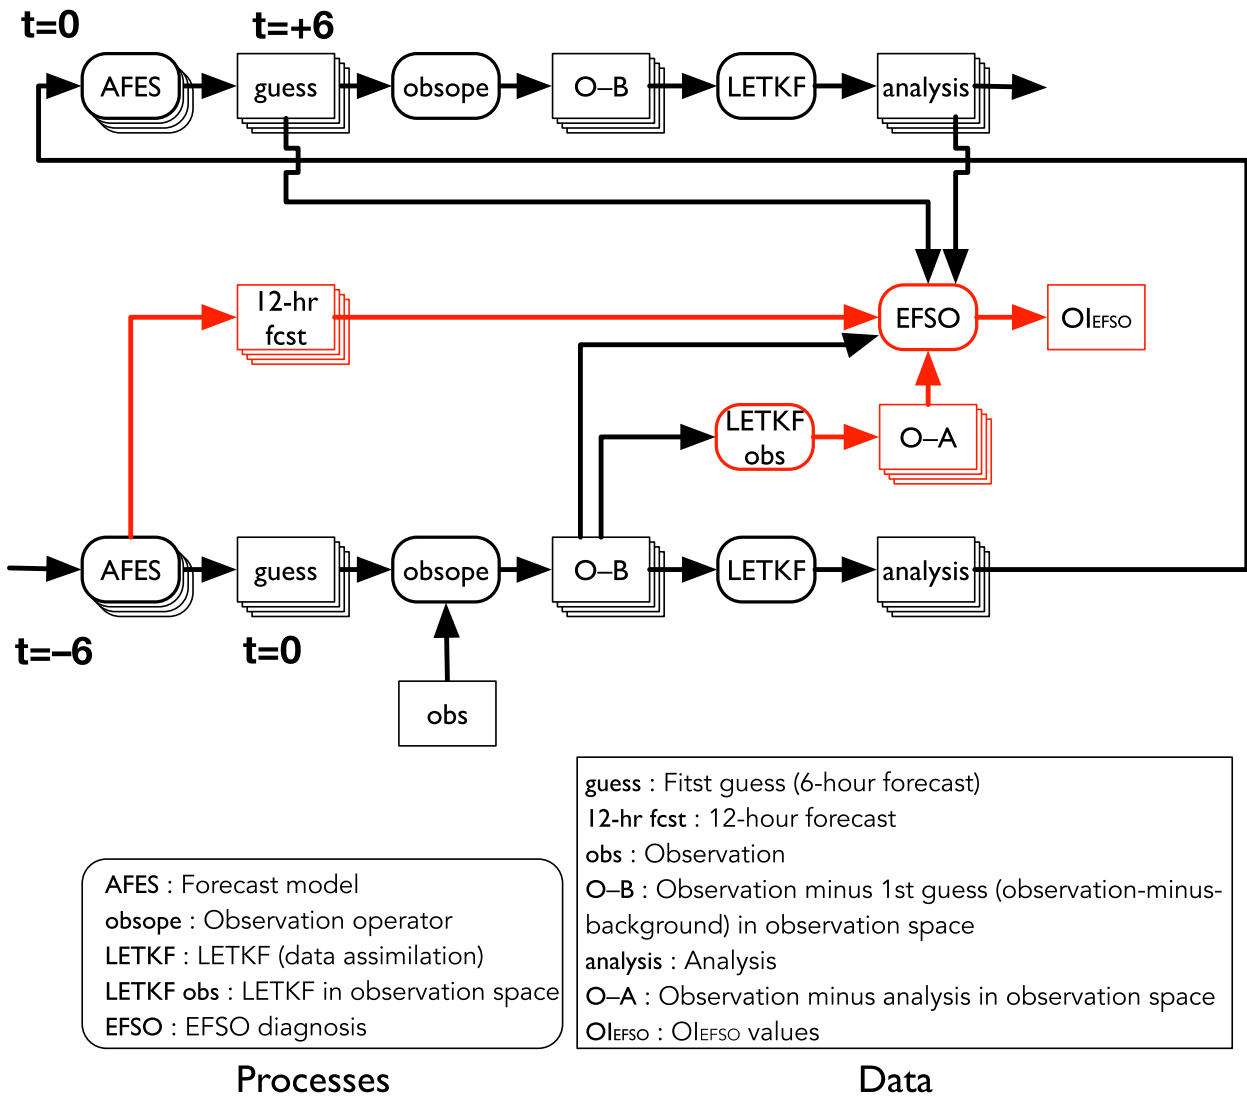 t=0
t=+6
AFES
guess
obsope
O–B
LETKF
analysis
12-hr
fcst
EFSO
OIEFSO
LETKF
obs
O–A
AFES
guess
obsope
O–B
LETKF
analysis
t=–6
t=0
obs
guess : Fitst guess (6-hour forecast)
12-hr fcst : 12-hour forecast
obs : Observation
O–B : Observation minus 1st guess (observation-minus-
background) in observation space
analysis : Analysis
O–A : Observation minus analysis in observation space
OIEFSO : OIEFSO values
AFES : Forecast model
obsope : Observation operator
LETKF : LETKF (data assimilation)
LETKF obs : LETKF in observation space
EFSO : EFSO diagnosis
Processes
Data